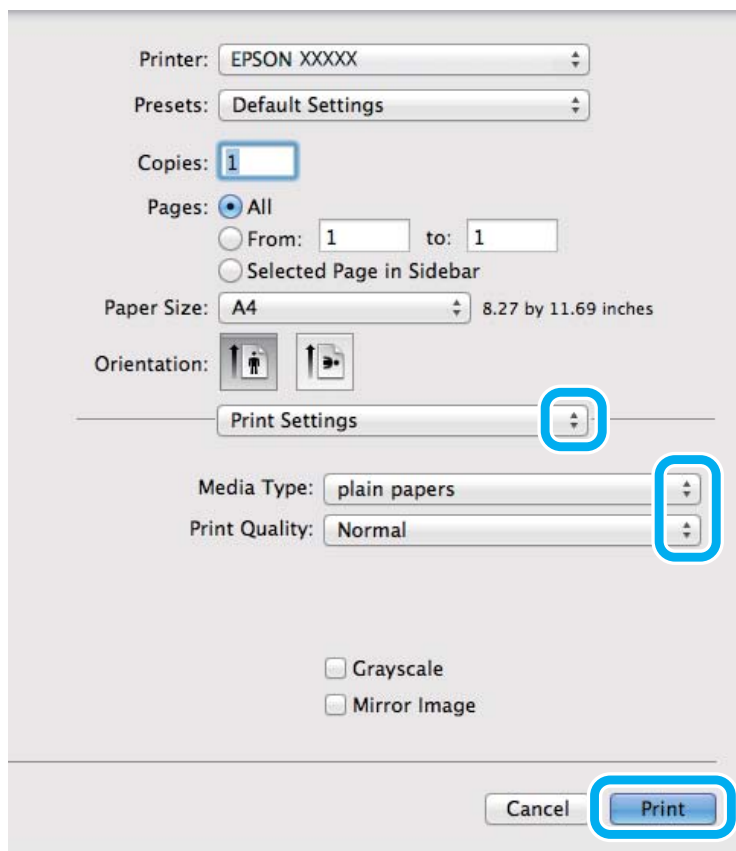 Printer: EPSON XXXXX
Presets: Default Settings
Copies: 1
Pages: All
From: 1 to: 1
Selected Page in Sidebar
Paper Size: A4 8.27 by 11.69 inches
Orientation:
Print Settings
Media Type: plain papers
Print Quality: Normal
Grayscale
Mirror Image
Cancel Print